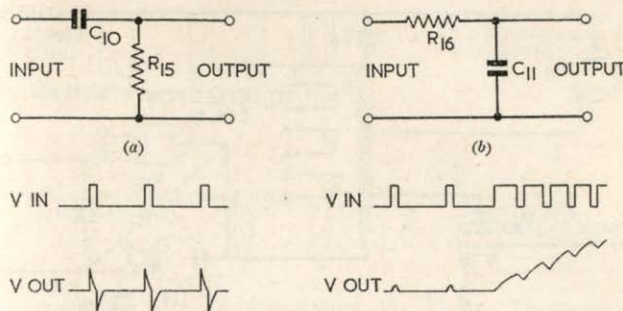 C10
R15
INPUT
OUTPUT
(a)
R16
C11
INPUT
OUTPUT
(b)
V IN
V OUT
V IN
V OUT